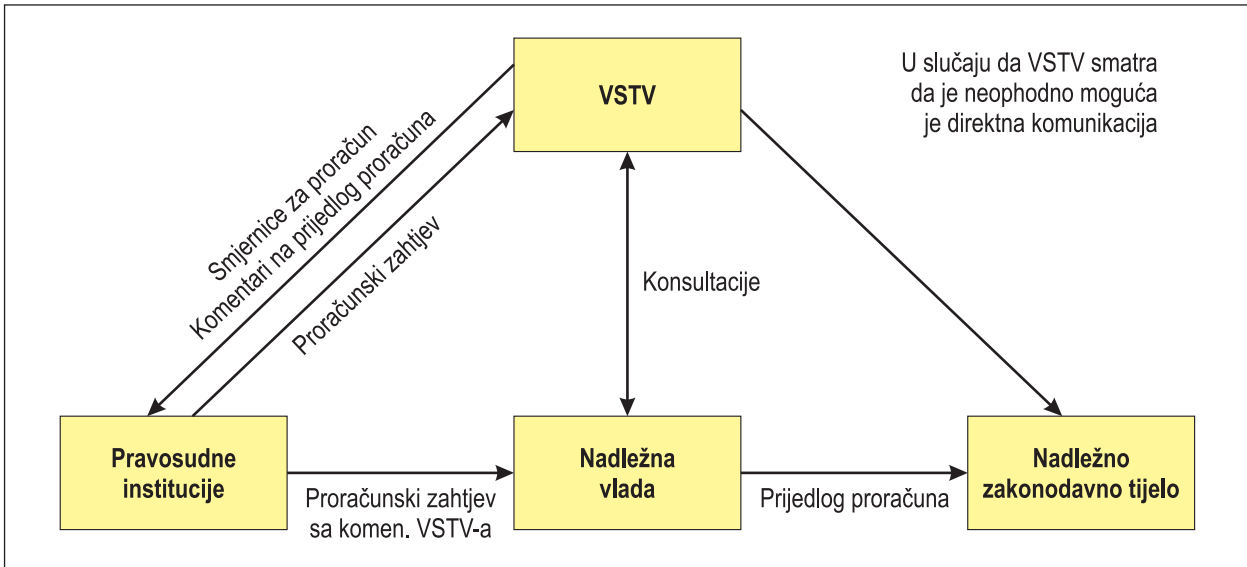 VSTV
U slučaju da VSTV smatra
da je neophodno moguća
je direktna komunikacija
Smjernice za proračun
Komentari na prijedlog proračuna
Proračunski zahtjev
Konsultacije
Pravosudne
institucije
Proračunski zahtjev
sa komen. VSTV-a
Nadležna
vlada
Prijedlog proračuna
Nadležno
zakonodavno tijelo